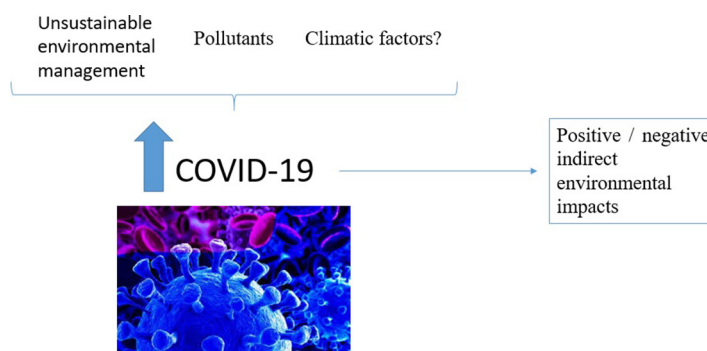 Unsustainable
environmental
management
Pollutants
Climatic factors?
COVID-19
Positive / negative
indirect
environmental
impacts